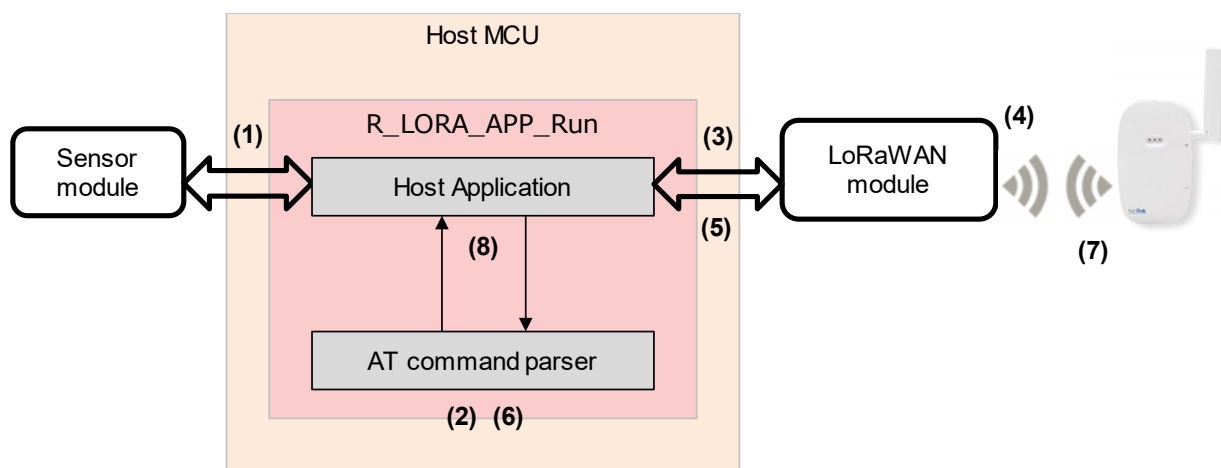 Host MCU
R_LORA_APP_Run
(1)
(3)
(4)
Sensor
module
Host Application
LoRaWAN
module
(8)
(5)
(7)
AT command parser
(2) (6)